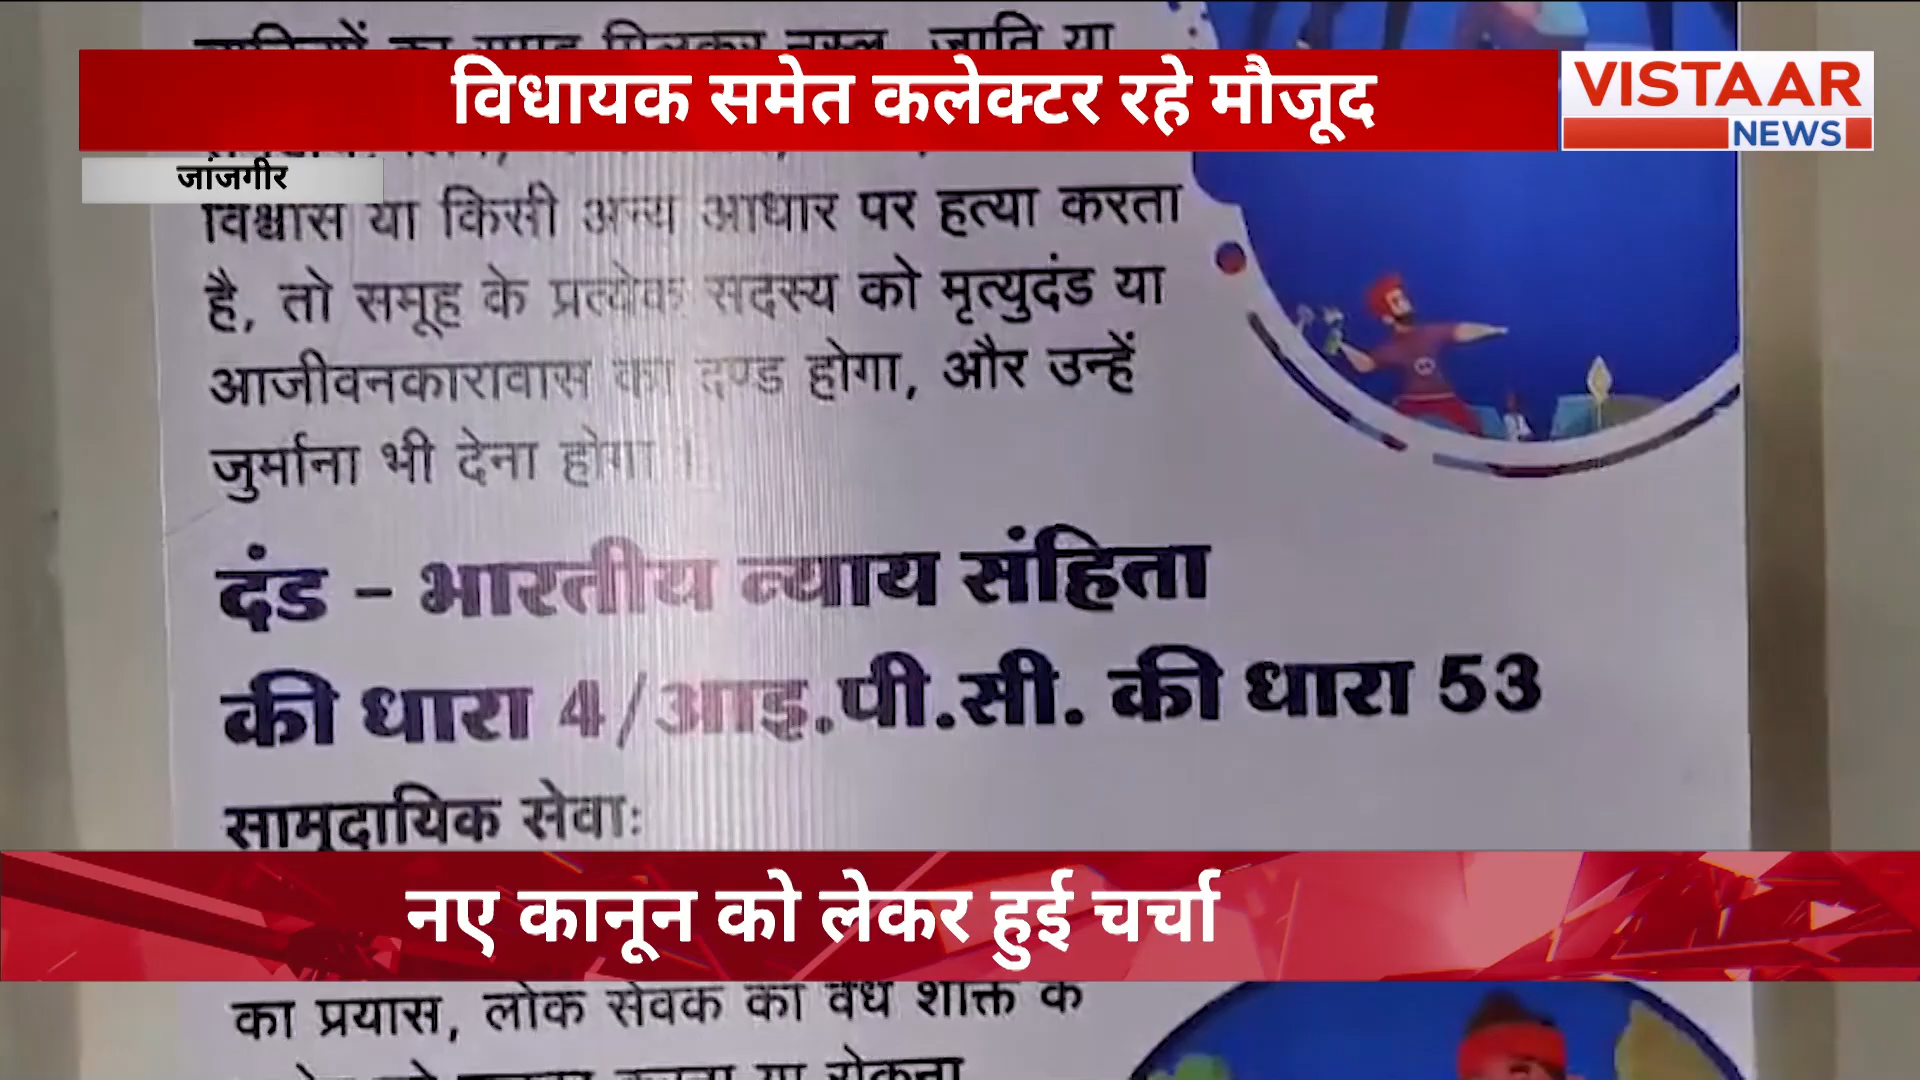 जाति या
विधायक समेत कलेक्टर रहे मौजूद
VISTAAR
NEWS
जांजगीर
विश्वास या किसी अन्य आधार पर हत्या करता
है, तो समूह के प्रत्येक सदस्य को मृत्युदंड या
आजीवनकारावास का दण्ड होगा, और उन्हें
जुर्माना भी देना होगा ।
दंड - भारतीय न्याय संहिता
की धारा 4/आइ.पी.सी. की धारा 53
सामुदायिक सेवाः
नए कानून को लेकर हुई चर्चा
का प्रयास, लोक सेवक की वैध शक्ति के